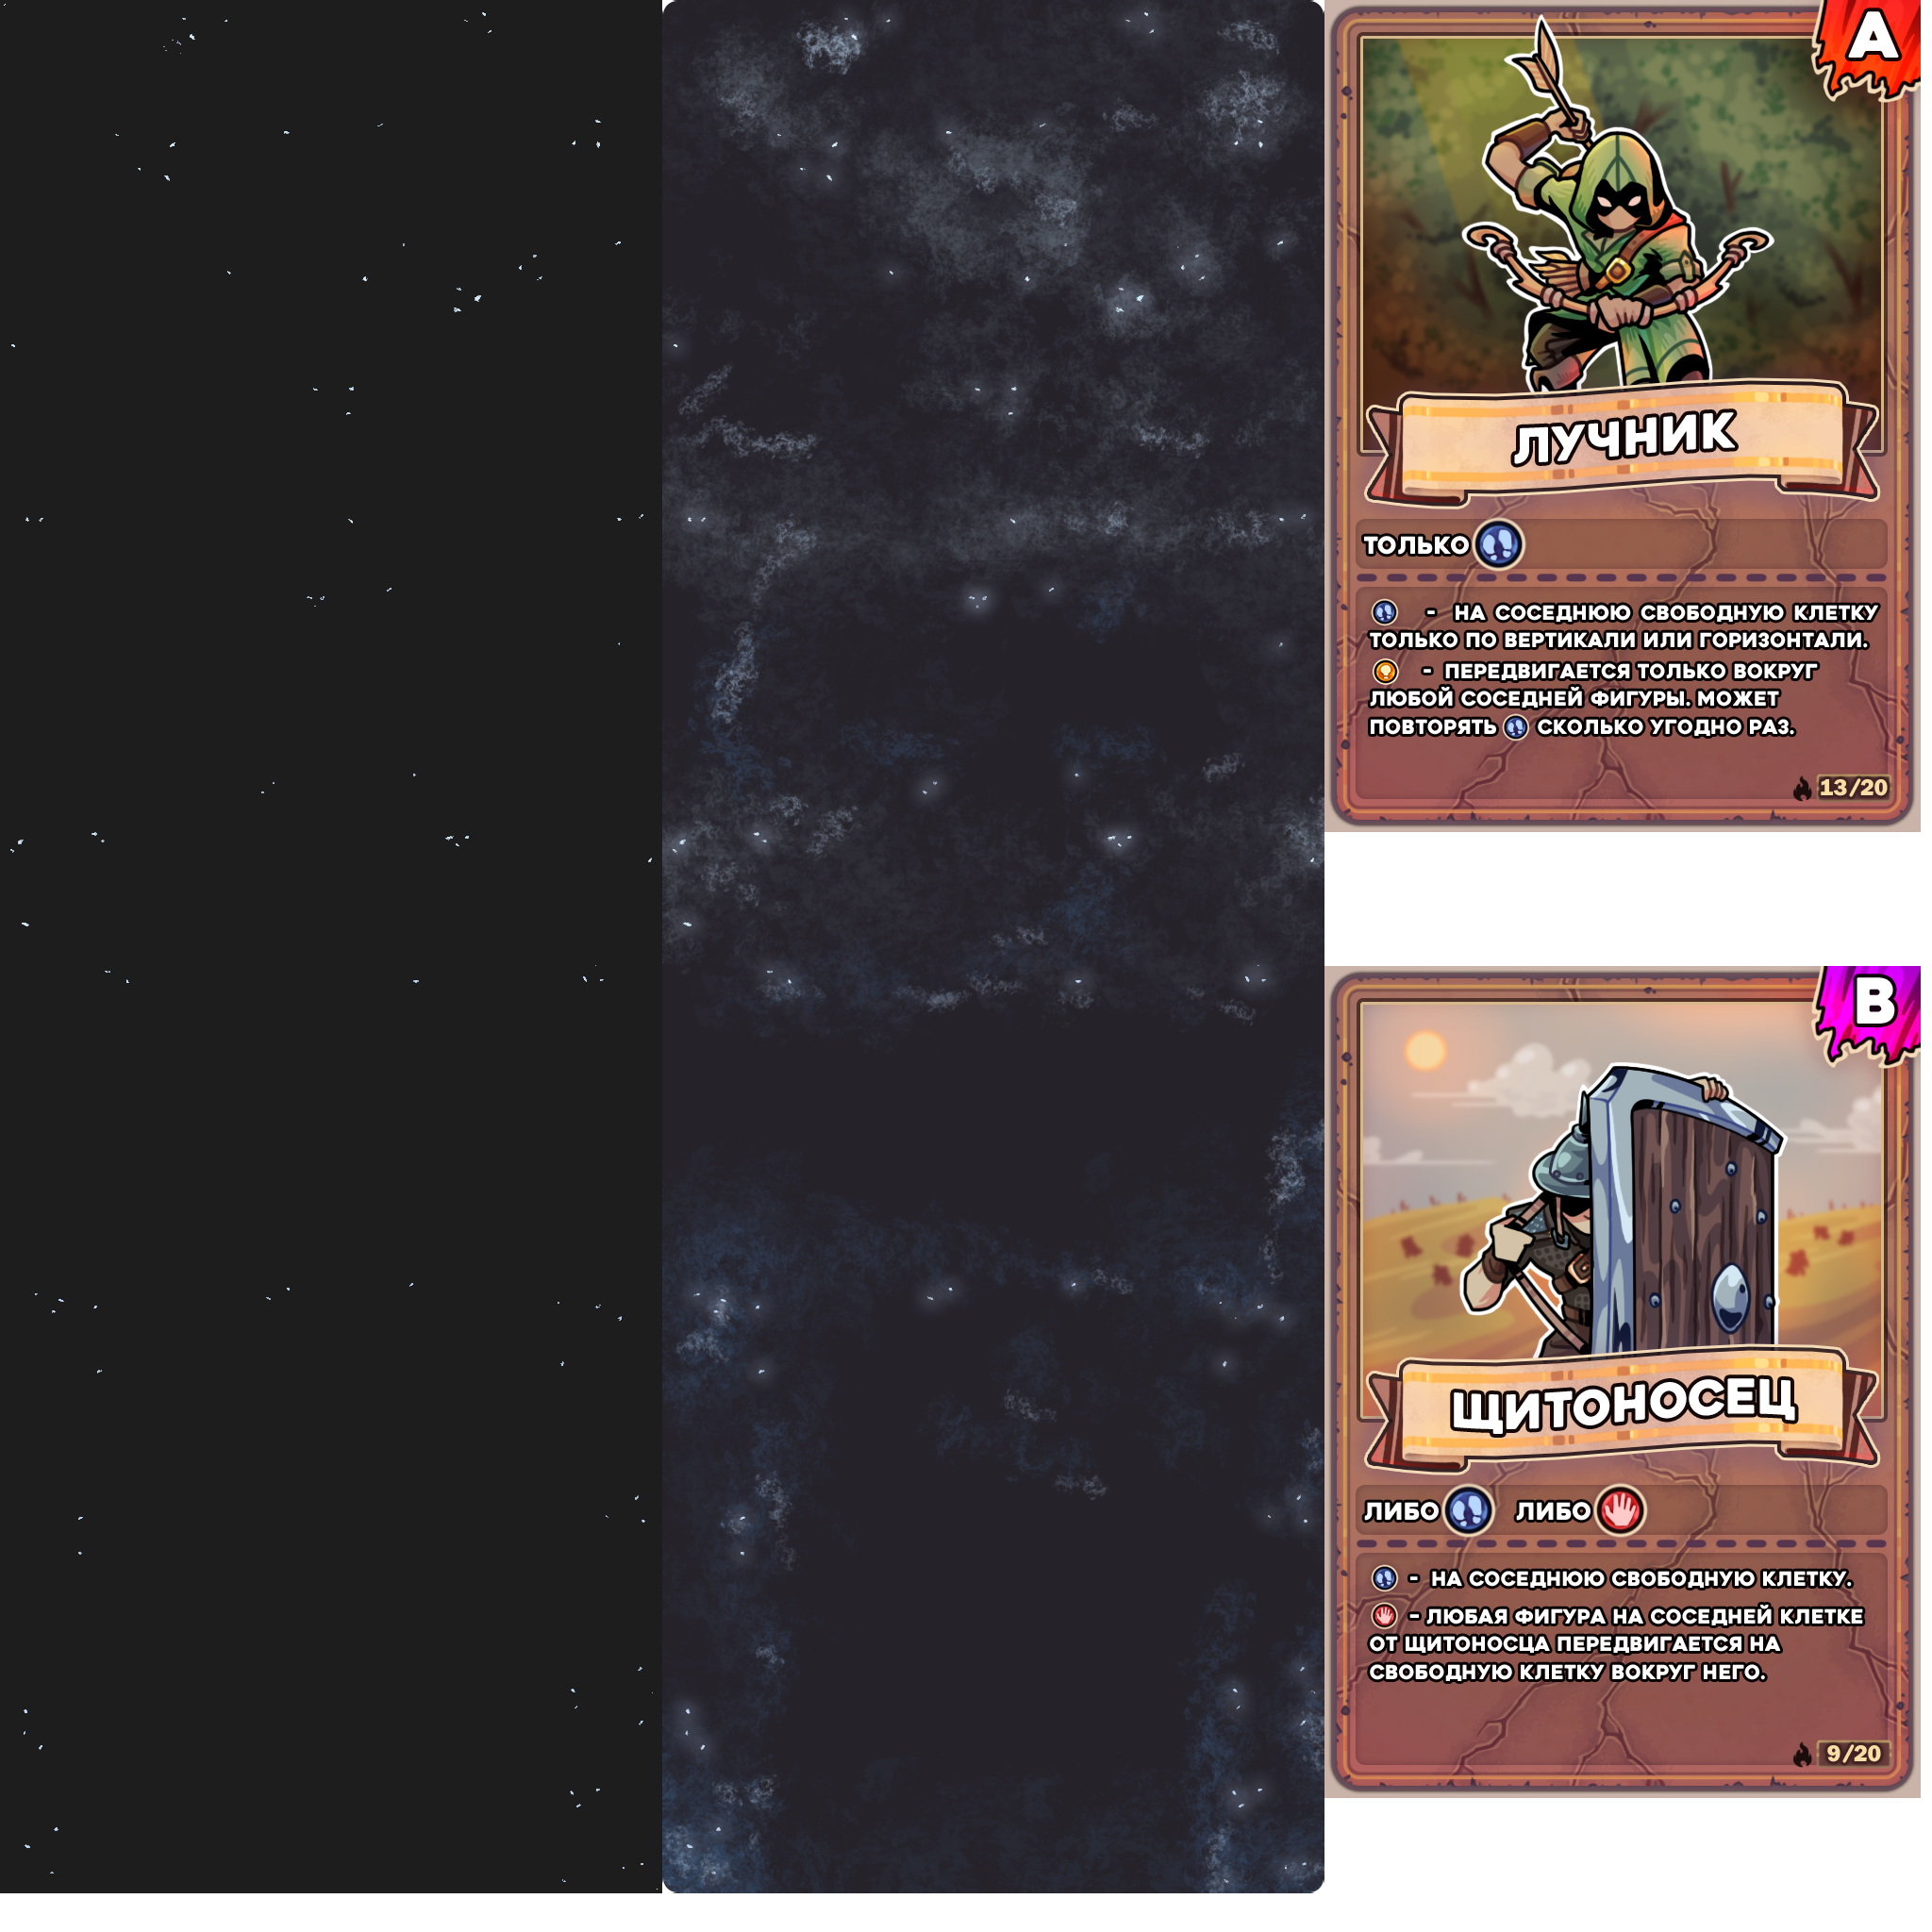 A
ЛУЧНИК
ТОЛЬКО
- НА СОСЕДНЮЮ СВОБОДНУЮ КЛЕТКУ
ТОЛЬКО ПО ВЕРТИКАЛИ ИЛИ ГОРИЗОНТАЛИ.
- ПЕРЕДВИГАЕТСЯ ТОЛЬКО ВОКРУГ
ЛЮБОЙ СОСЕДНЕЙ ФИГУРЫ. МОЖЕТ
ПОВТОРЯТЬ СКОЛЬКО УГОДНО РАЗ.
13/20
B
ЩИТОНОСЕЦ
ЛИБО ЛИБО
- НА СОСЕДНЮЮ СВОБОДНУЮ КЛЕТКУ.
- ЛЮБАЯ ФИГУРА НА СОСЕДНЕЙ КЛЕТКЕ
ОТ ЩИТОНОСЦА ПЕРЕДВИГАЕТСЯ НА
СВОБОДНУЮ КЛЕТКУ ВОКРУГ НЕГО.
9/20